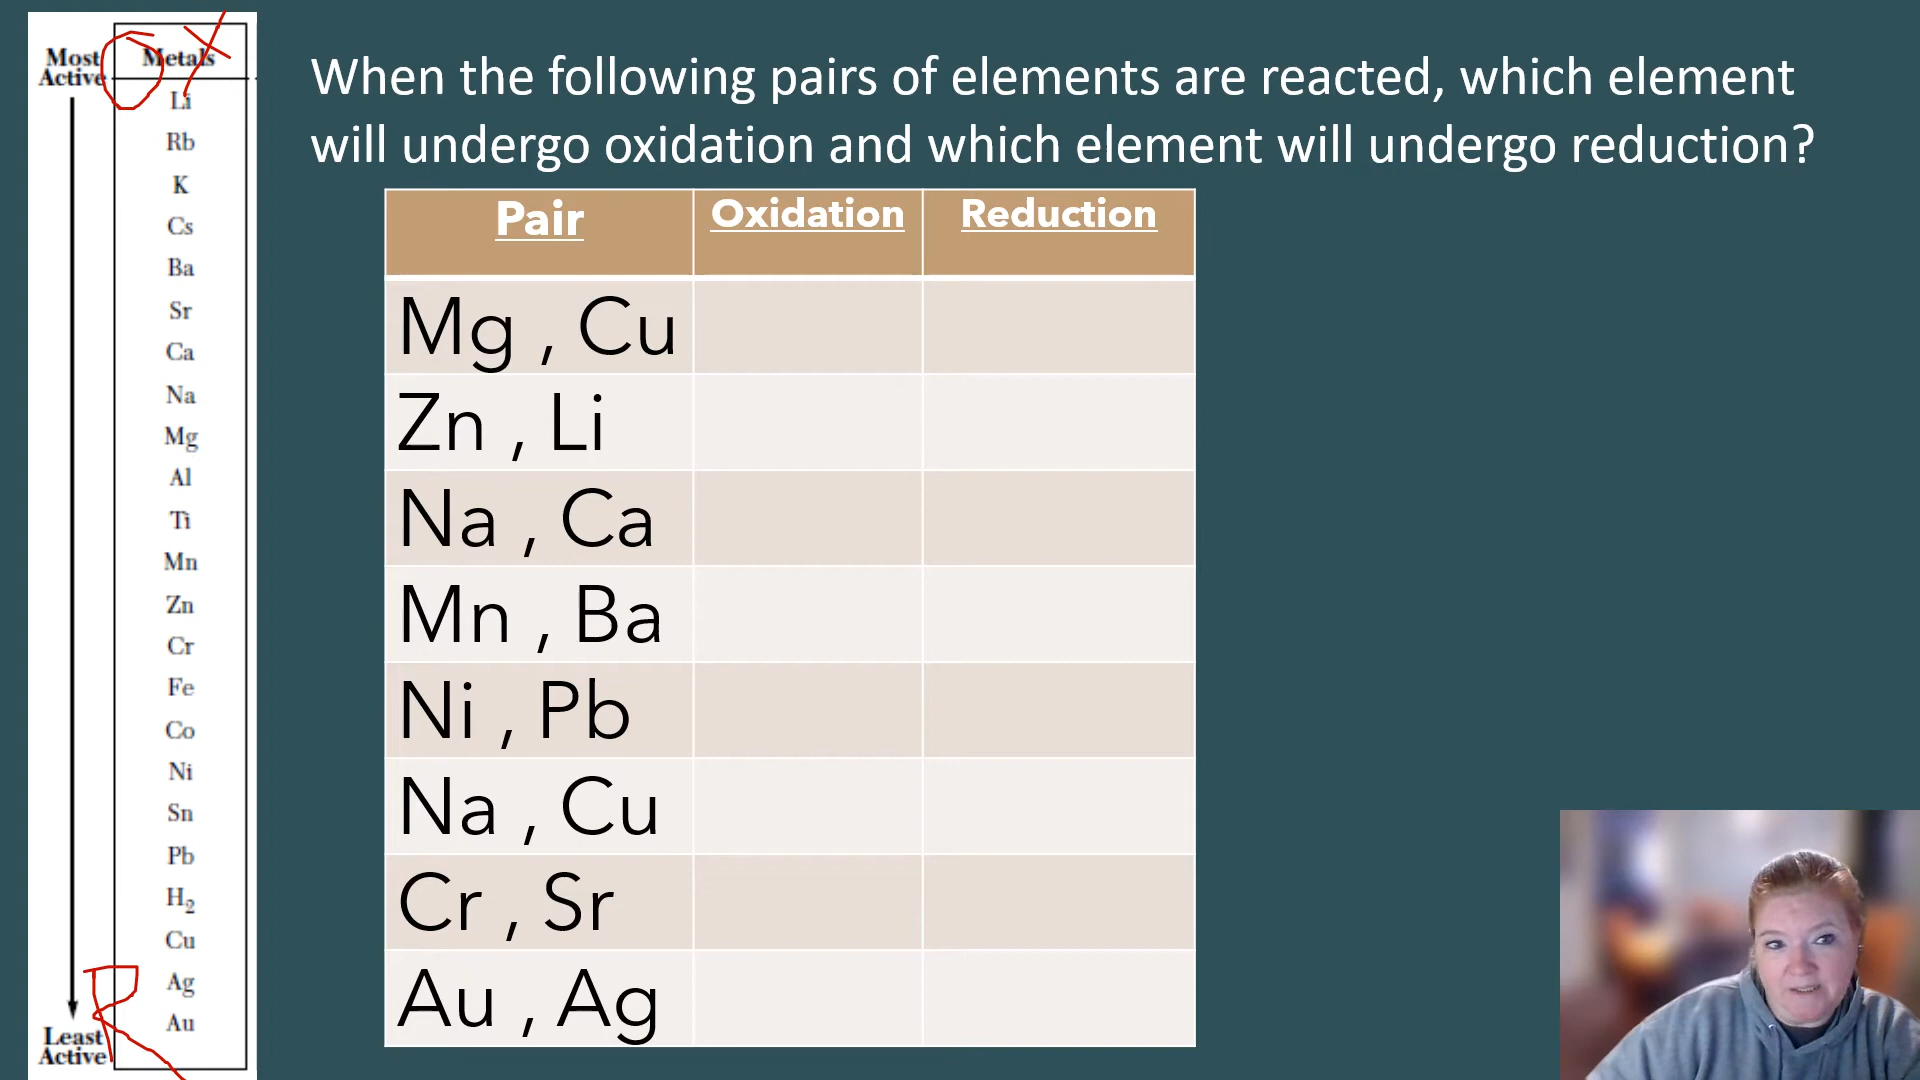 Most
Active
Metals
OX
Li
Rb
K
Cs
Ba
Sr
Ca
Na
Mg
Al
Ti
Mn
Zn
Cr
Fe
Co
Ni
Sn
Pb
H₂
Cu
Ag
Au
R
Least
Active
When the following pairs of elements are reacted, which element
will undergo oxidation and which element will undergo reduction?
Pair Oxidation Reduction
Mg , Cu
Zn , Li
Na , Ca
Mn , Ba
Ni , Pb
Na , Cu
Cr , Sr
Au , Ag